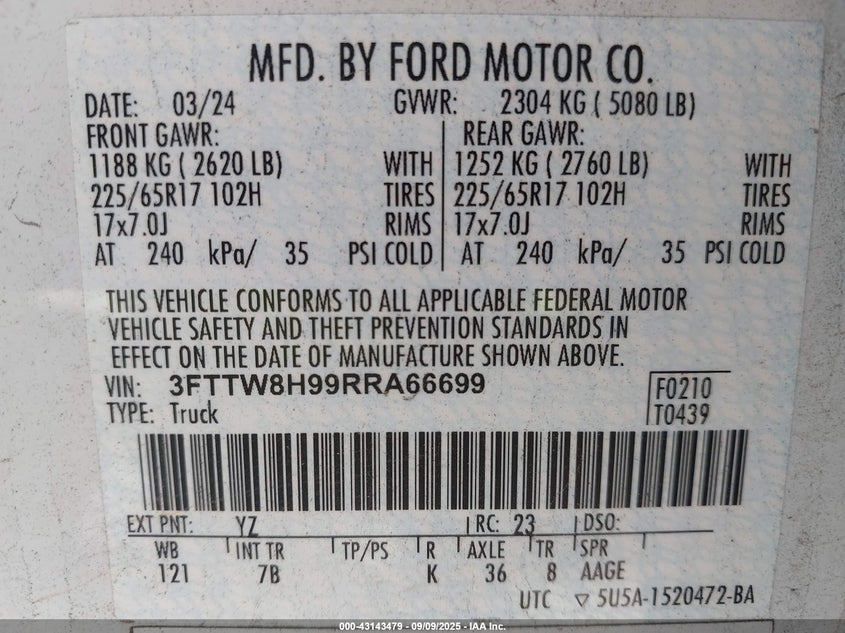 MFD. BY FORD MOTOR CO.
DATE: 03/24 GVWR: 2304 KG ( 5080 LB)
FRONT GAWR: REAR GAWR:
1188 KG ( 2620 LB) WITH 1252 KG ( 2760 LB) WITH
225/65R17 102H TIRES 225/65R17 102H TIRES
17x7.0J RIMS 17x7.0J RIMS
AT 240 kPa/ 35 PSI COLD AT 240 kPa/ 35 PSI COLD
THIS VEHICLE CONFORMS TO ALL APPLICABLE FEDERAL MOTOR
VEHICLE SAFETY AND THEFT PREVENTION STANDARDS IN
EFFECT ON THE DATE OF MANUFACTURE SHOWN ABOVE.
VIN: 3FTTW8H99RRA66699 F0210
TYPE: Truck T0439
EXT PNT: YZ RC: 23 DSO:
WB INT TR TP/PS R AXLE TR SPR
121 7B K 36 8 AAGE
UTC ▽ 5U5A-1520472-BA
000-43143479 - 09/09/2025 - IAA Inc.